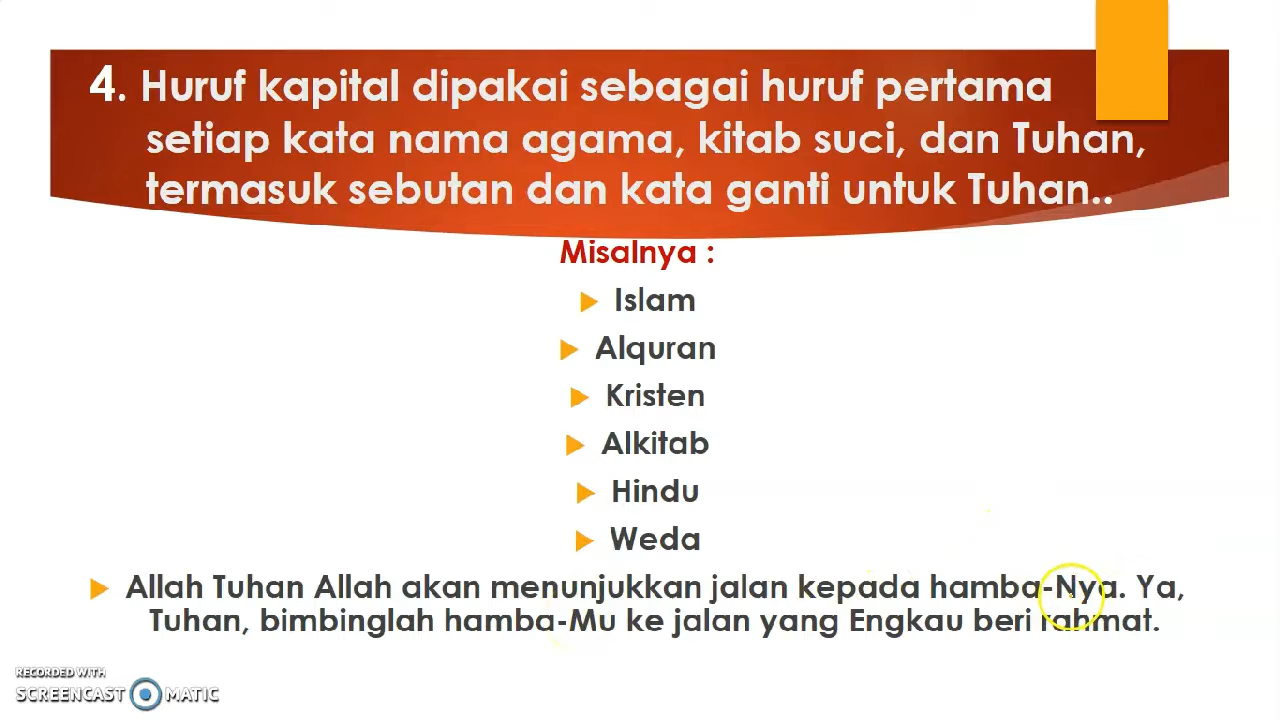 4. Huruf kapital dipakai sebagai huruf pertama
setiap kata nama agama, kitab suci, dan Tuhan,
termasuk sebutan dan kata ganti untuk Tuhan..
Misalnya :
Islam
Alquran
Kristen
Alkitab
Hindu
Weda
Allah Tuhan Allah akan menunjukkan jalan kepada hamba-Nya. Ya,
Tuhan, bimbinglah hamba-Mu ke jalan yang Engkau beri rahmat.
RECORDED WITH
SCREENCAST MATIC